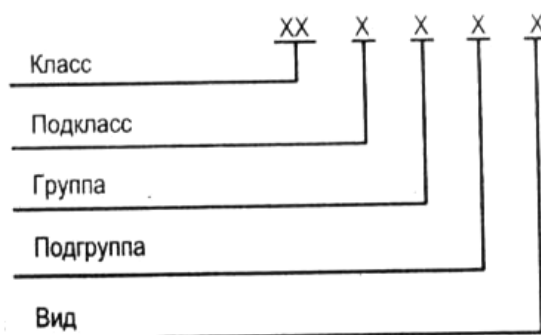 XX X X X X
Класс
Подкласс
Группа
Подгруппа
Вид